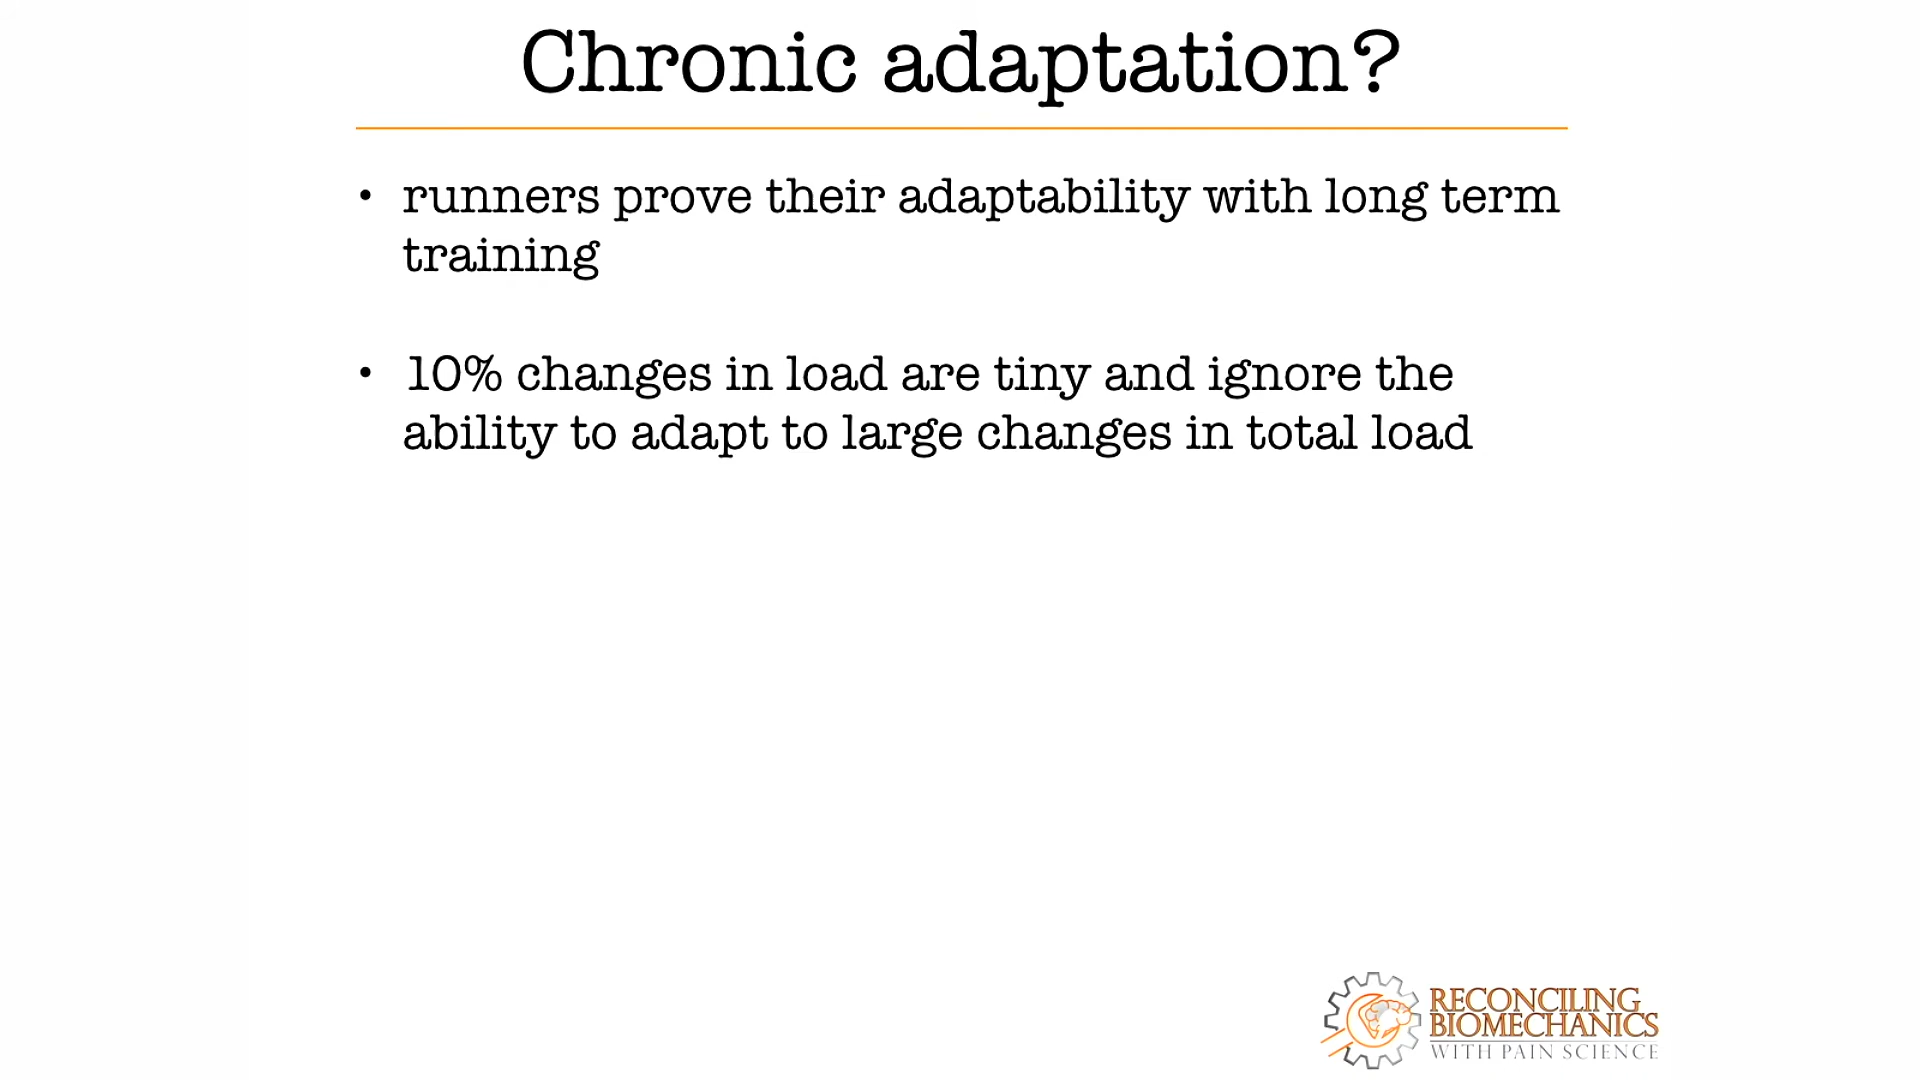 Chronic adaptation?
• runners prove their adaptability with long term
training
• 10% changes in load are tiny and ignore the
ability to adapt to large changes in total load
RECONCILING
BIOMECHANICS
WITH PAIN SCIENCE